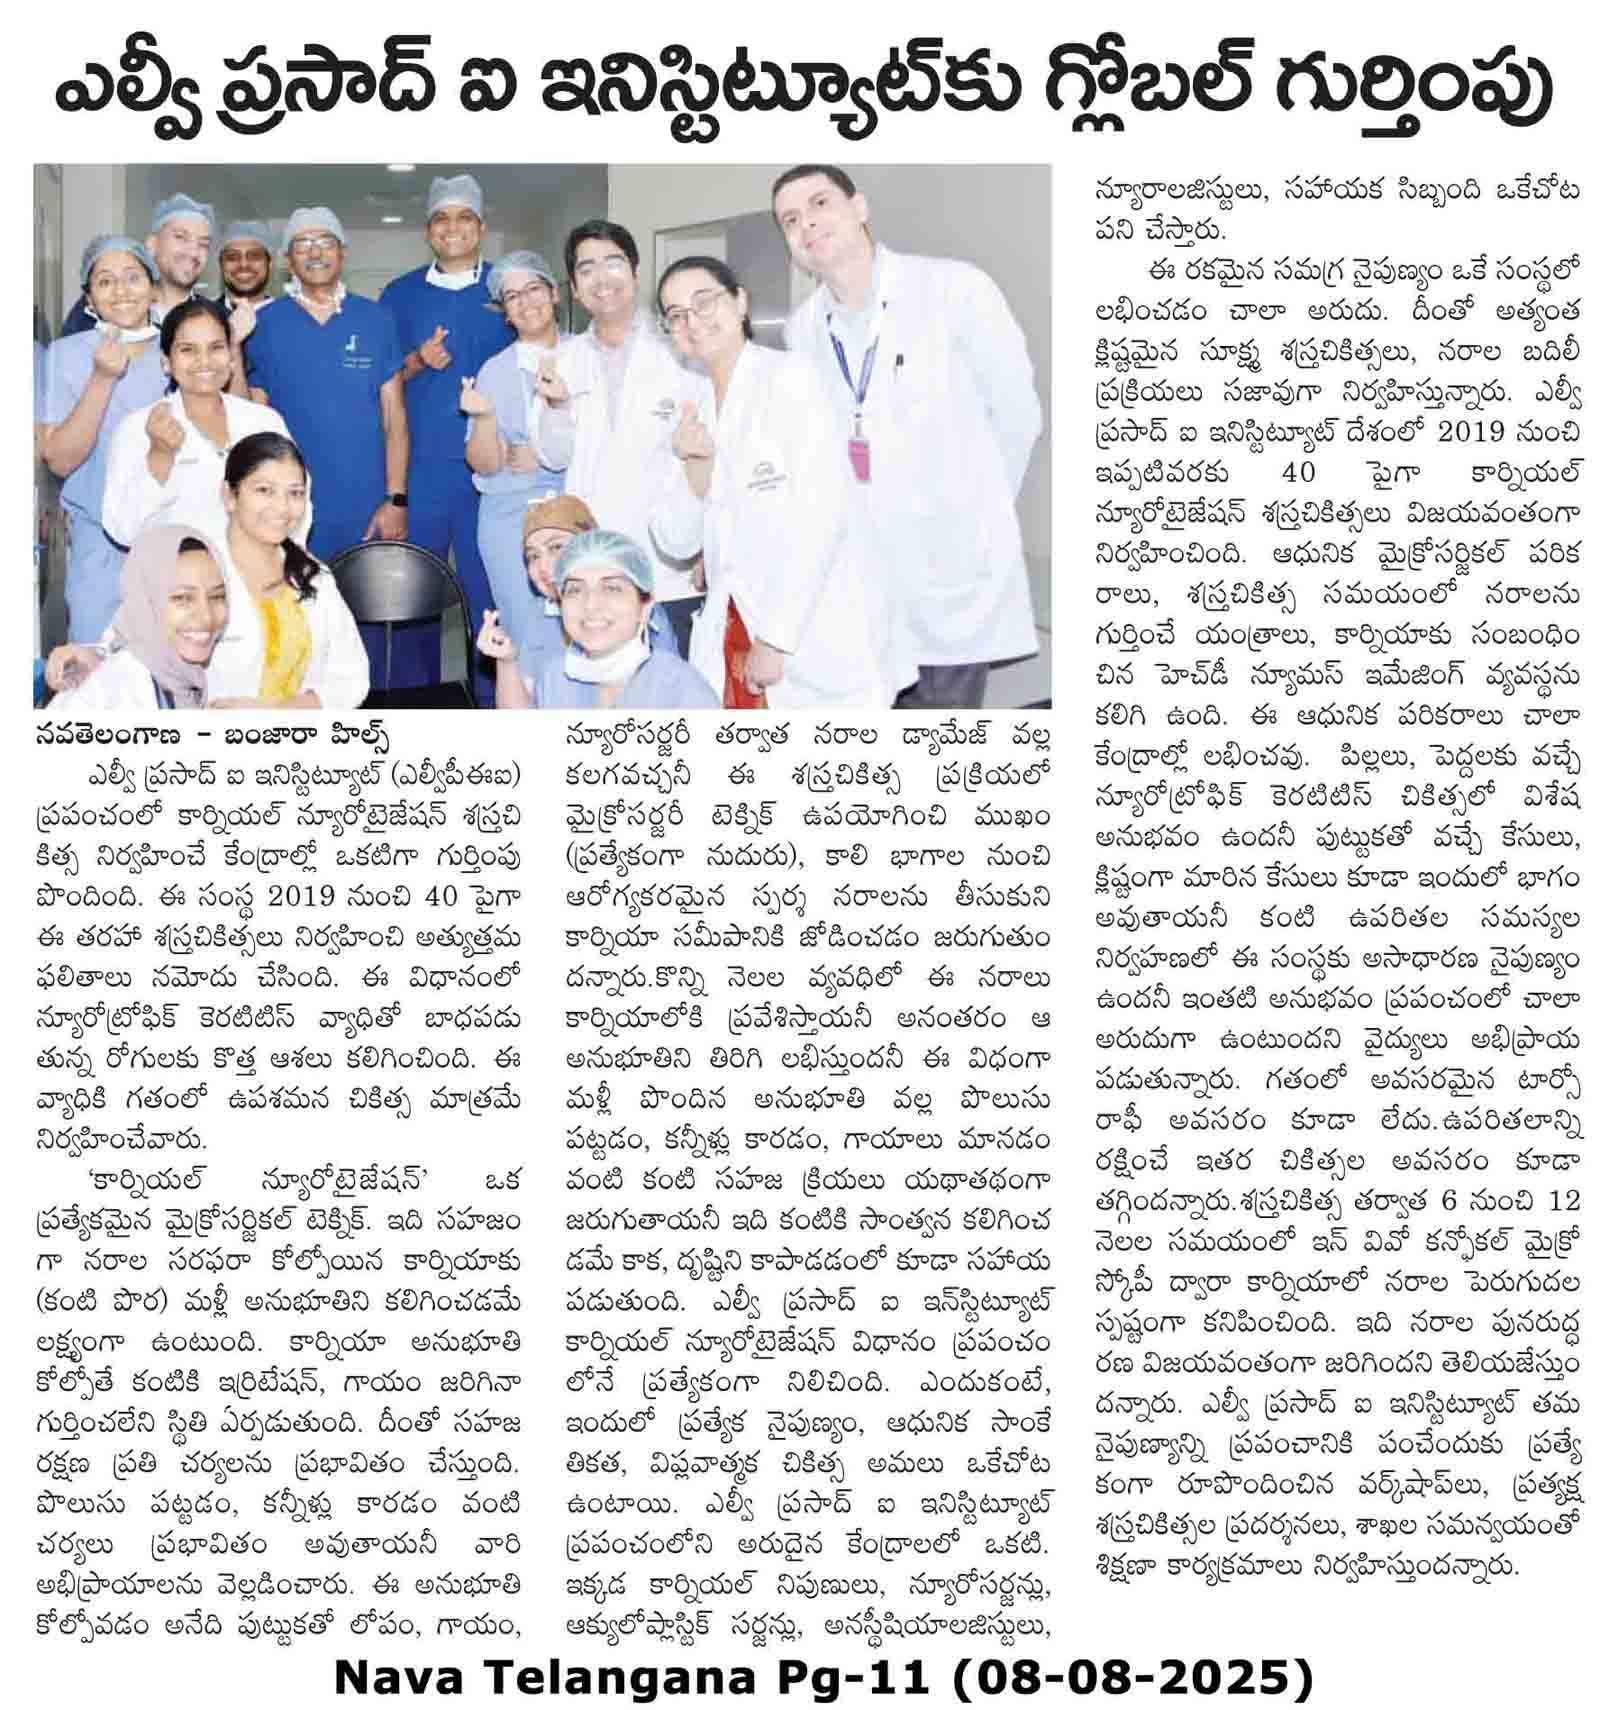 ఎల్వీ ప్రసాద్ ఐ ఇనిస్టిట్యూట్‌కు గ్లోబల్ గుర్తింపు
నవతెలంగాణ - బంజారా హిల్స్
ఎల్వీ ప్రసాద్ ఐ ఇనిస్టిట్యూట్ (ఎల్వీపీఈఐ)
ప్రపంచంలో కార్నియల్ న్యూరోటైజేషన్ శస్త్రచి
కిత్స నిర్వహించే కేంద్రాల్లో ఒకటిగా గుర్తింపు
పొందింది. ఈ సంస్థ 2019 నుంచి 40 పైగా
ఈ తరహా శస్త్రచికిత్సలు నిర్వహించి అత్యుత్తమ
ఫలితాలు నమోదు చేసింది. ఈ విధానంలో
న్యూరోట్రోఫిక్ కెరటిటిస్ వ్యాధితో బాధపడు
తున్న రోగులకు కొత్త ఆశలు కలిగించింది. ఈ
వ్యాధికి గతంలో ఉపశమన చికిత్స మాత్రమే
నిర్వహించేవారు.
‘కార్నియల్ న్యూరోటైజేషన్’ ఒక
ప్రత్యేకమైన మైక్రోసర్జికల్ టెక్నిక్. ఇది సహజం
గా నరాల సరఫరా కోల్పోయిన కార్నియాకు
(కంటి పొర) మళ్లీ అనుభూతిని కలిగించడమే
లక్ష్యంగా ఉంటుంది. కార్నియా అనుభూతి
కోల్పోతే కంటికి ఇర్రిటేషన్, గాయం జరిగినా
గుర్తించలేని స్థితి ఏర్పడుతుంది. దీంతో సహజ
రక్షణ ప్రతి చర్యలను ప్రభావితం చేస్తుంది.
పొలుసు పట్టడం, కన్నీళ్లు కారడం వంటి
చర్యలు ప్రభావితం అవుతాయనీ వారి
అభిప్రాయాలను వెల్లడించారు. ఈ అనుభూతి
కోల్పోవడం అనేది పుట్టుకతో లోపం, గాయం,
న్యూరోసర్జరీ తర్వాత నరాల డ్యామేజ్ వల్ల
కలగవచ్చనీ ఈ శస్త్రచికిత్స ప్రక్రియలో
మైక్రోసర్జరీ టెక్నిక్ ఉపయోగించి ముఖం
(ప్రత్యేకంగా నుదురు), కాలి భాగాల నుంచి
ఆరోగ్యకరమైన స్పర్శ నరాలను తీసుకుని
కార్నియా సమీపానికి జోడించడం జరుగుతుం
దన్నారు.కొన్ని నెలల వ్యవధిలో ఈ నరాలు
కార్నియాలోకి ప్రవేశిస్తాయనీ అనంతరం ఆ
అనుభూతిని తిరిగి లభిస్తుందనీ ఈ విధంగా
మళ్లీ పొందిన అనుభూతి వల్ల పొలుసు
పట్టడం, కన్నీళ్లు కారడం, గాయాలు మానడం
వంటి కంటి సహజ క్రియలు యథాతథంగా
జరుగుతాయనీ ఇది కంటికి సాంత్వన కలిగించ
డమే కాక, దృష్టిని కాపాడడంలో కూడా సహాయ
పడుతుంది. ఎల్వీ ప్రసాద్ ఐ ఇన్‌స్టిట్యూట్
కార్నియల్ న్యూరోటైజేషన్ విధానం ప్రపంచం
లోనే ప్రత్యేకంగా నిలిచింది. ఎందుకంటే,
ఇందులో ప్రత్యేక నైపుణ్యం, ఆధునిక సాంకే
తికత, విప్లవాత్మక చికిత్స అమలు ఒకేచోట
ఉంటాయి. ఎల్వీ ప్రసాద్ ఐ ఇనిస్టిట్యూట్
ప్రపంచంలోని అరుదైన కేంద్రాలలో ఒకటి.
ఇక్కడ కార్నియల్ నిపుణులు, న్యూరోసర్జన్లు,
ఆక్యులోప్లాస్టిక్ సర్జన్లు, అనస్థీషియాలజిస్టులు,
న్యూరాలజిస్టులు, సహాయక సిబ్బంది ఒకేచోట
పని చేస్తారు.
ఈ రకమైన సమగ్ర నైపుణ్యం ఒకే సంస్థలో
లభించడం చాలా అరుదు. దీంతో అత్యంత
క్లిష్టమైన సూక్ష్మ శస్త్రచికిత్సలు, నరాల బదిలీ
ప్రక్రియలు సజావుగా నిర్వహిస్తున్నారు. ఎల్వీ
ప్రసాద్ ఐ ఇనిస్టిట్యూట్ దేశంలో 2019 నుంచి
ఇప్పటివరకు 40 పైగా కార్నియల్
న్యూరోటైజేషన్ శస్త్రచికిత్సలు విజయవంతంగా
నిర్వహించింది. ఆధునిక మైక్రోసర్జికల్ పరిక
రాలు, శస్త్రచికిత్స సమయంలో నరాలను
గుర్తించే యంత్రాలు, కార్నియాకు సంబంధిం
చిన హెచ్‌డీ న్యూమస్ ఇమేజింగ్ వ్యవస్థను
కలిగి ఉంది. ఈ ఆధునిక పరికరాలు చాలా
కేంద్రాల్లో లభించవు. పిల్లలు, పెద్దలకు వచ్చే
న్యూరోట్రోఫిక్ కెరటిటిస్ చికిత్సలో విశేష
అనుభవం ఉందనీ పుట్టుకతో వచ్చే కేసులు,
క్లిష్టంగా మారిన కేసులు కూడా ఇందులో భాగం
అవుతాయనీ కంటి ఉపరితల సమస్యల
నిర్వహణలో ఈ సంస్థకు అసాధారణ నైపుణ్యం
ఉందనీ ఇంతటి అనుభవం ప్రపంచంలో చాలా
అరుదుగా ఉంటుందని వైద్యులు అభిప్రాయ
పడుతున్నారు. గతంలో అవసరమైన టార్సో
రాఫీ అవసరం కూడా లేదు.ఉపరితలాన్ని
రక్షించే ఇతర చికిత్సల అవసరం కూడా
తగ్గిందన్నారు.శస్త్రచికిత్స తర్వాత 6 నుంచి 12
నెలల సమయంలో ఇన్ వివో కన్ఫోకల్ మైక్రో
స్కోపీ ద్వారా కార్నియాలో నరాల పెరుగుదల
స్పష్టంగా కనిపించింది. ఇది నరాల పునరుద్ధ
రణ విజయవంతంగా జరిగిందని తెలియజేస్తుం
దన్నారు. ఎల్వీ ప్రసాద్ ఐ ఇనిస్టిట్యూట్ తమ
నైపుణ్యాన్ని ప్రపంచానికి పంచేందుకు ప్రత్యే
కంగా రూపొందించిన వర్క్‌షాప్‌లు, ప్రత్యక్ష
శస్త్రచికిత్సల ప్రదర్శనలు, శాఖల సమన్వయంతో
శిక్షణా కార్యక్రమాలు నిర్వహిస్తుందన్నారు.
Nava Telangana Pg-11 (08-08-2025)